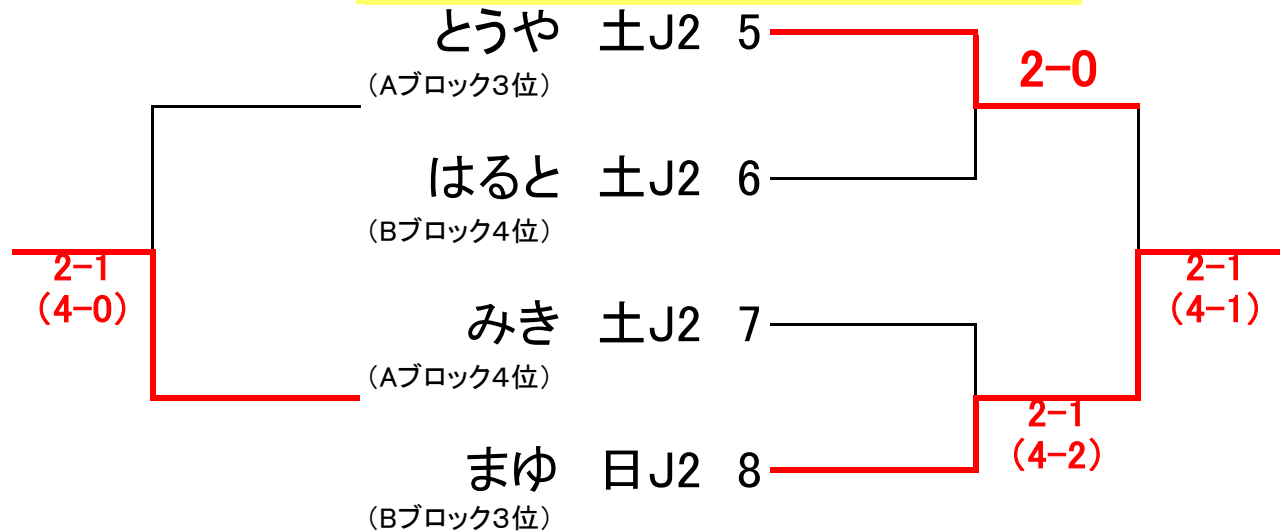 とうや 土J2 5
2-0
(Aブロック3位)
はると 土J2 6
(Bブロック4位)
2-1
(4-0)
2-1
(4-1)
みき 土J2 7
(Aブロック4位)
2-1
(4-2)
まゆ 日J2 8
(Bブロック3位)